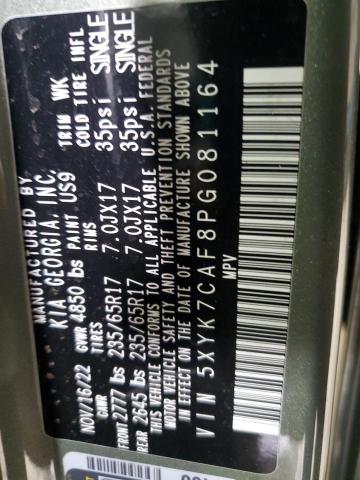 MANUFACTURED BY
KIA GEORGIA, INC.
NOV/16/22 PAINT US9 TRIM WK
GVWR 4850 lbs
GAWR TIRES RIMS COLD TIRE INFL
FRONT 2777 lbs 235/65R17 7.0JX17 35psi SINGLE
REAR 2645 lbs 235/65R17 7.0JX17 35psi SINGLE
THIS VEHICLE CONFORMS TO ALL APPLICABLE U.S.A. FEDERAL
MOTOR VEHICLE SAFETY AND THEFT PREVENTION STANDARDS
IN EFFECT ON THE DATE OF MANUFACTURE SHOWN ABOVE.
VIN 5XYK7CAF8PG081164
MPV